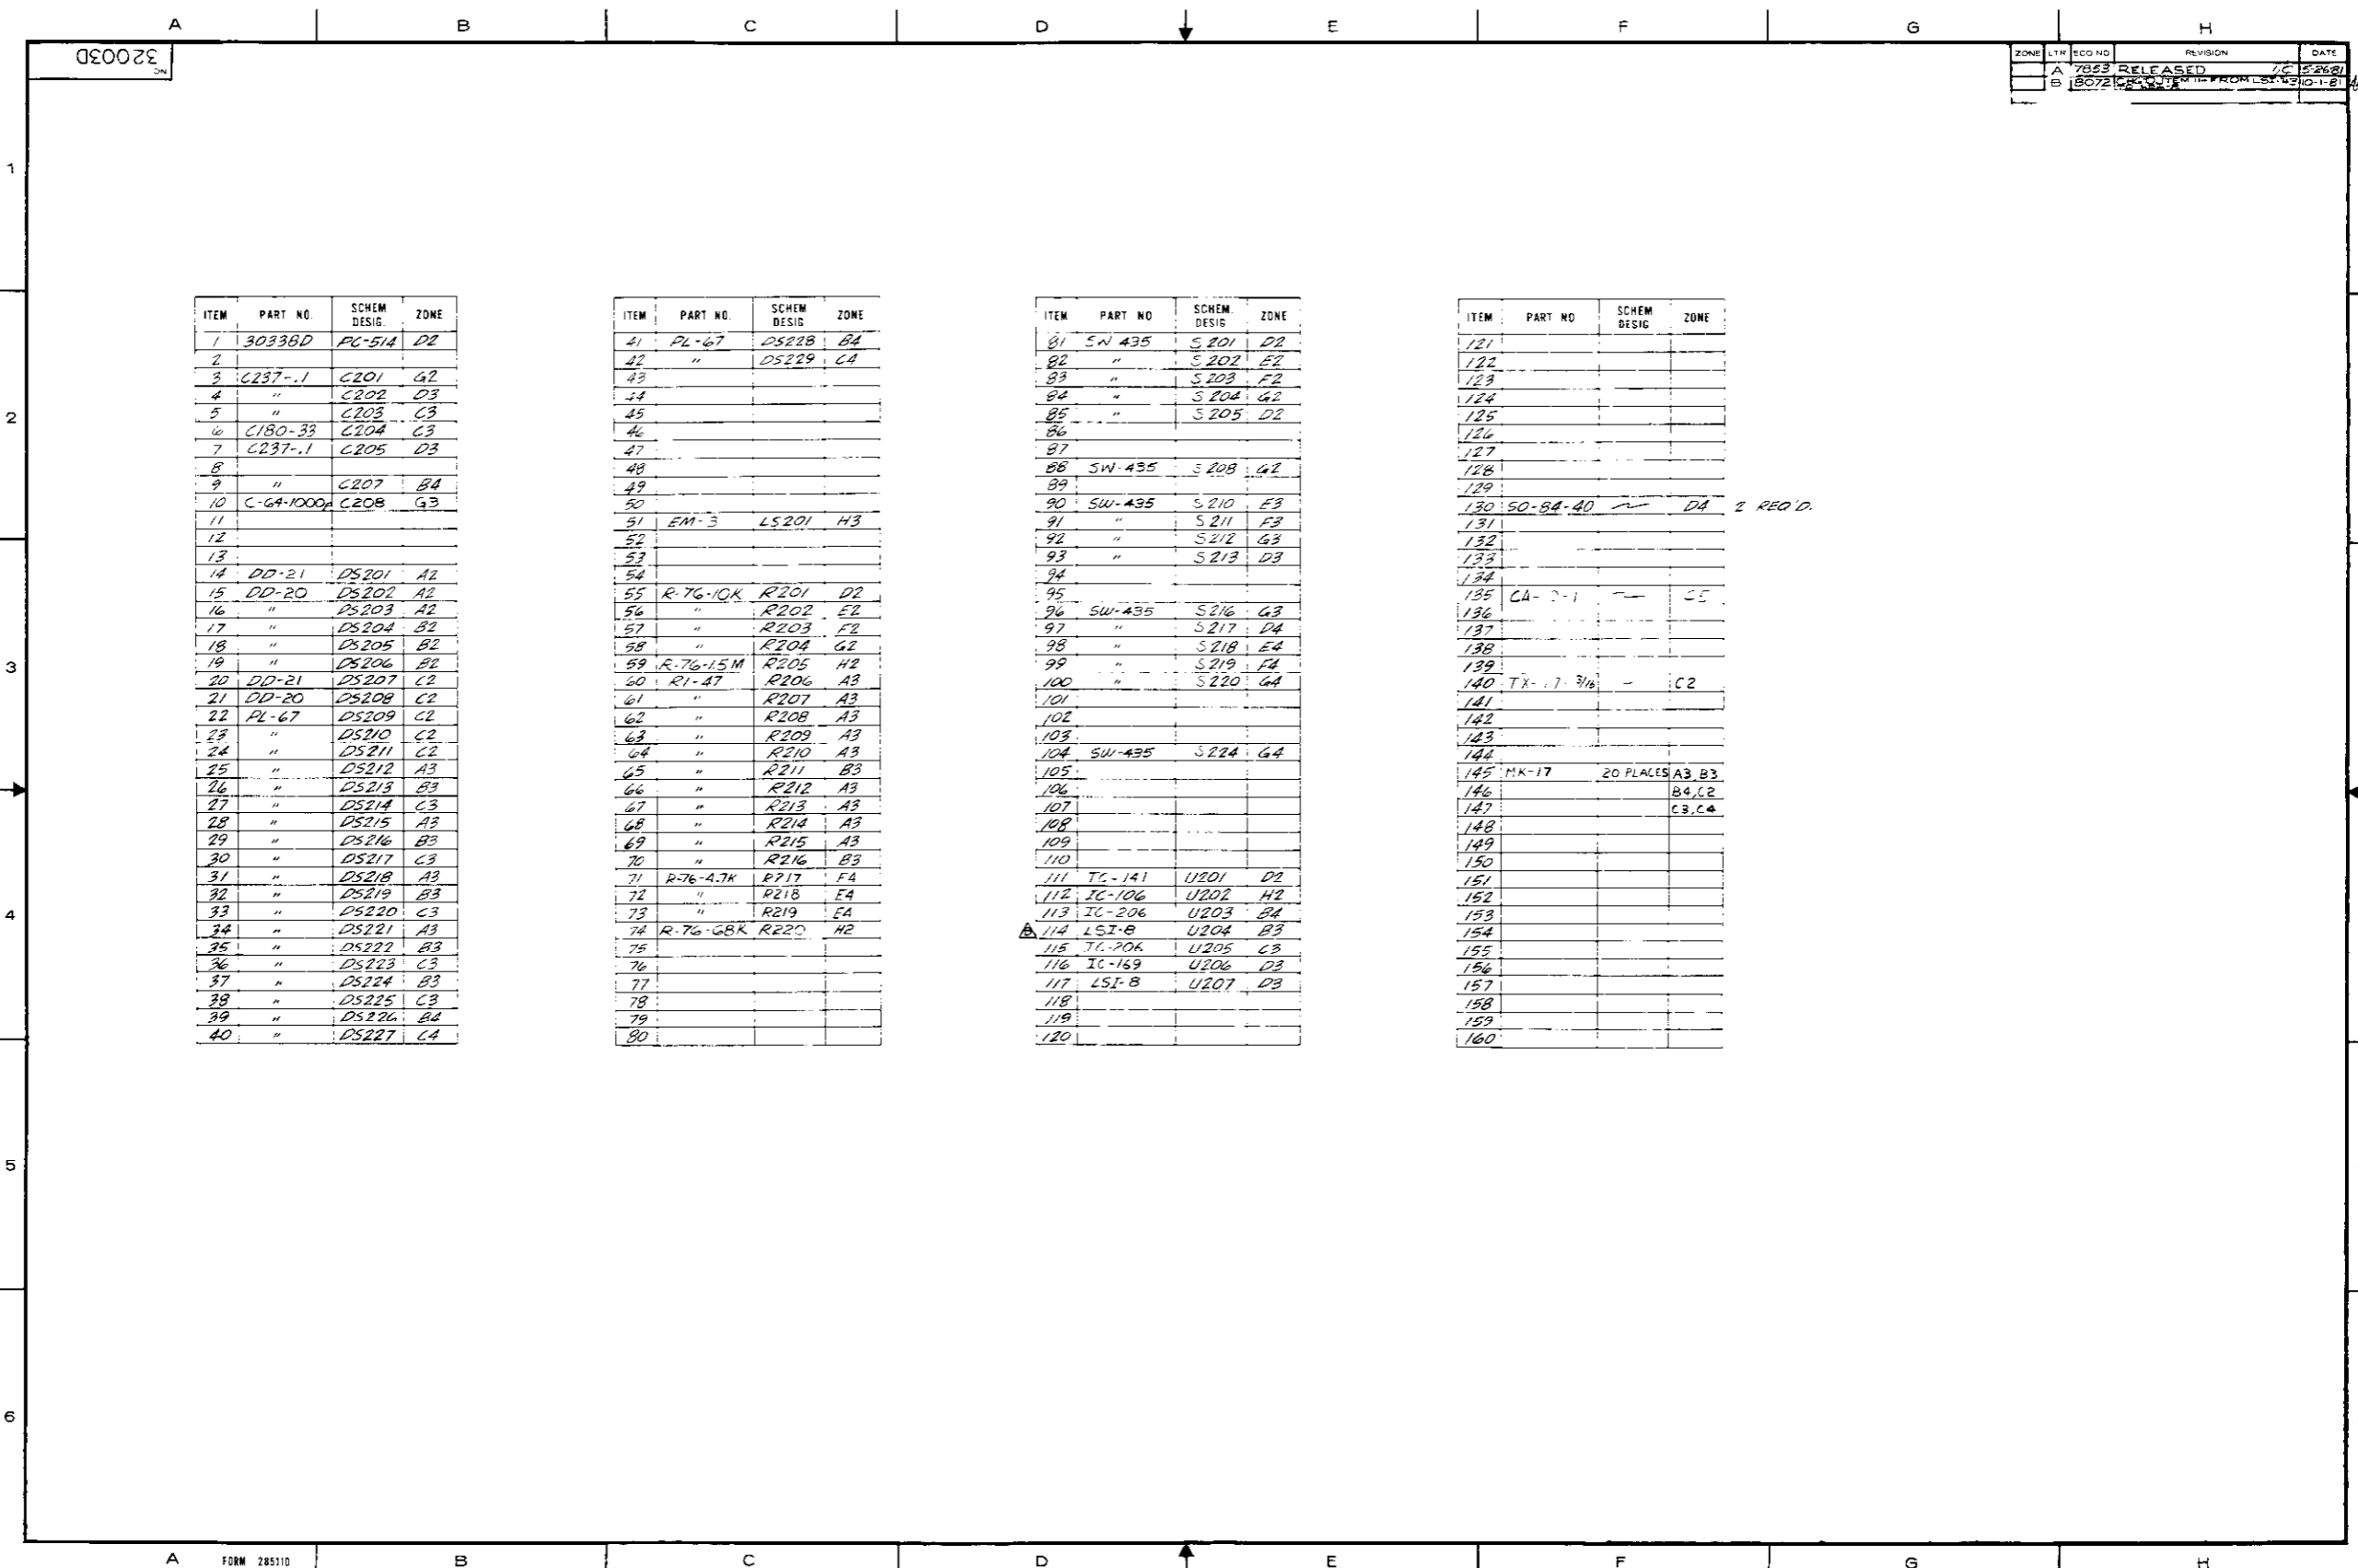 A B C D E F G H
32003D
NO
ZONE LTR ECO NO REVISION DATE
A 7853 RELEASED 5-26-81
B 8072 ITEM 114 FROM LSI-43 10-1-81
1
2
3
4
5
6
ITEM PART NO. SCHEM DESIG. ZONE
1 30338D PC-514 D2
2
3 C237-.1 C201 G2
4 " C202 D3
5 " C203 C3
6 C180-33 C204 C3
7 C237-.1 C205 D3
8
9 " C207 B4
10 C-64-1000p C208 G3
11
12
13
14 DD-21 DS201 A2
15 DD-20 DS202 A2
16 " DS203 A2
17 " DS204 B2
18 " DS205 B2
19 " DS206 B2
20 DD-21 DS207 C2
21 DD-20 DS208 C2
22 PL-67 DS209 C2
23 " DS210 C2
24 " DS211 C2
25 " DS212 A3
26 " DS213 B3
27 " DS214 C3
28 " DS215 A3
29 " DS216 B3
30 " DS217 C3
31 " DS218 A3
32 " DS219 B3
33 " DS220 C3
34 " DS221 A3
35 " DS222 B3
36 " DS223 C3
37 " DS224 B3
38 " DS225 C3
39 " DS226 B4
40 " DS227 C4
ITEM PART NO. SCHEM DESIG ZONE
41 PL-67 DS228 B4
42 " DS229 C4
43
44
45
46
47
48
49
50
51 EM-3 LS201 H3
52
53
54
55 R-76-10K R201 D2
56 " R202 E2
57 " R203 F2
58 " R204 G2
59 R-76-1.5M R205 H2
60 R1-47 R206 A3
61 " R207 A3
62 " R208 A3
63 " R209 A3
64 " R210 A3
65 " R211 B3
66 " R212 A3
67 " R213 A3
68 " R214 A3
69 " R215 A3
70 " R216 B3
71 R-76-4.7K R217 F4
72 " R218 E4
73 " R219 E4
74 R-76-68K R220 H2
75
76
77
78
79
80
ITEM PART NO SCHEM. DESIG ZONE
81 SW 435 S201 D2
82 " S202 E2
83 " S203 F2
84 " S204 G2
85 " S205 D2
86
87
88 SW-435 S208 G2
89
90 SW-435 S210 E3
91 " S211 F3
92 " S212 G3
93 " S213 D3
94
95
96 SW-435 S216 G3
97 " S217 D4
98 " S218 E4
99 " S219 F4
100 " S220 G4
101
102
103
104 SW-435 S224 G4
105
106
107
108
109
110
111 IC-141 U201 D2
112 IC-106 U202 H2
113 IC-206 U203 B4
B 114 LSI-8 U204 B3
115 IC-206 U205 C3
116 IC-169 U206 D3
117 LSI-8 U207 D3
118
119
120
ITEM PART NO SCHEM DESIG ZONE
121
122
123
124
125
126
127
128
129
130 SO-84-40 D4 2 REQ'D.
131
132
133
134
135
136
137
138
139
140 3/16 - C2
141
142
143
144
145 MK-17 20 PLACES A3,B3
146 B4,C2
147 C3,C4
148
149
150
151
152
153
154
155
156
157
158
159
160
A FORM 285110 B C D E F G H